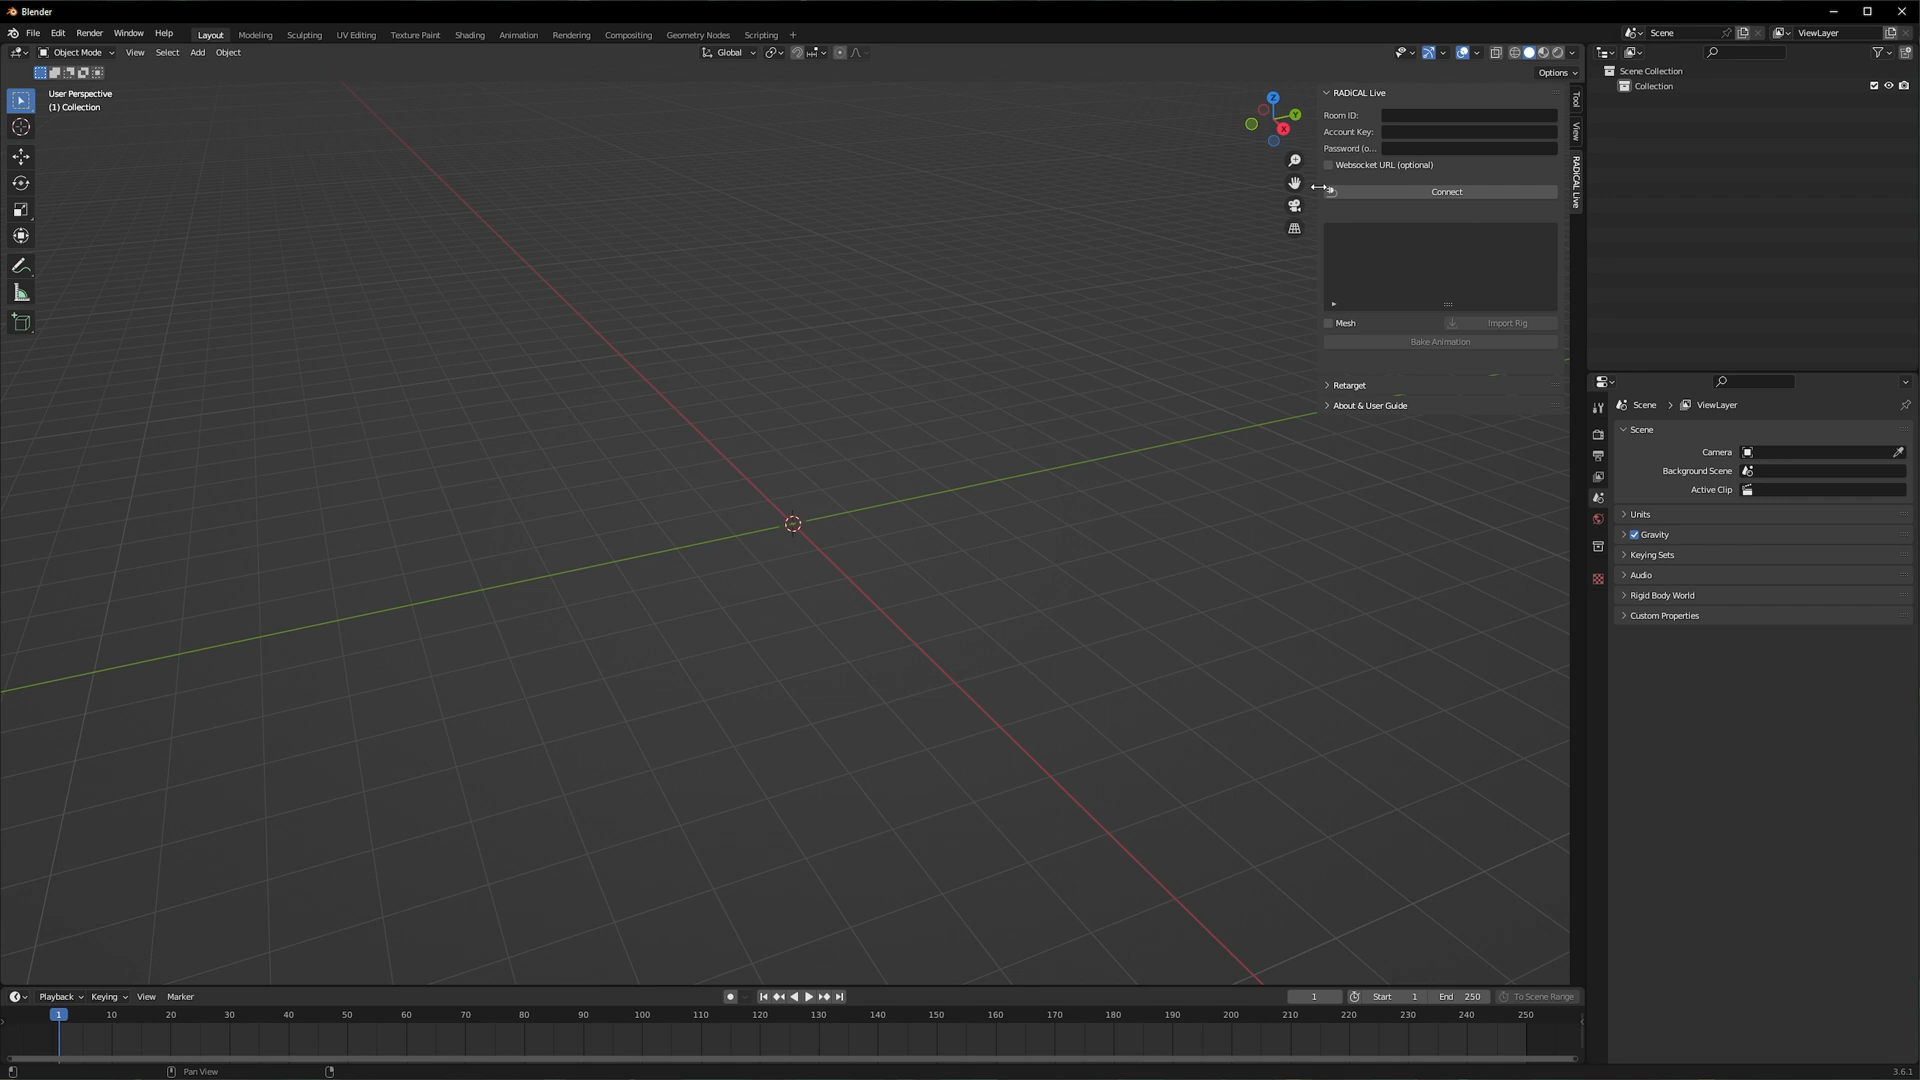 Blender
File Edit Render Window Help Layout Modeling Sculpting UV Editing Texture Paint Shading Animation Rendering Compositing Geometry Nodes Scripting + Scene ViewLayer
Object Mode View Select Add Object Global
Options
User Perspective
(1) Collection
Z
Y
X
RADiCAL Live
Room ID:
Account Key:
Password (o...
Websocket URL (optional)
Connect
Mesh Import Rig
Bake Animation
Retarget
About & User Guide
Tool
View
RADiCAL Live
Scene Collection
Collection
Scene > ViewLayer
Scene
Camera
Background Scene
Active Clip
Units
Gravity
Keying Sets
Audio
Rigid Body World
Custom Properties
Playback Keying View Marker 1 Start 1 End 250 To Scene Range
1 10 20 30 40 50 60 70 80 90 100 110 120 130 140 150 160 170 180 190 200 210 220 230 240 250
Pan View 3.6.1